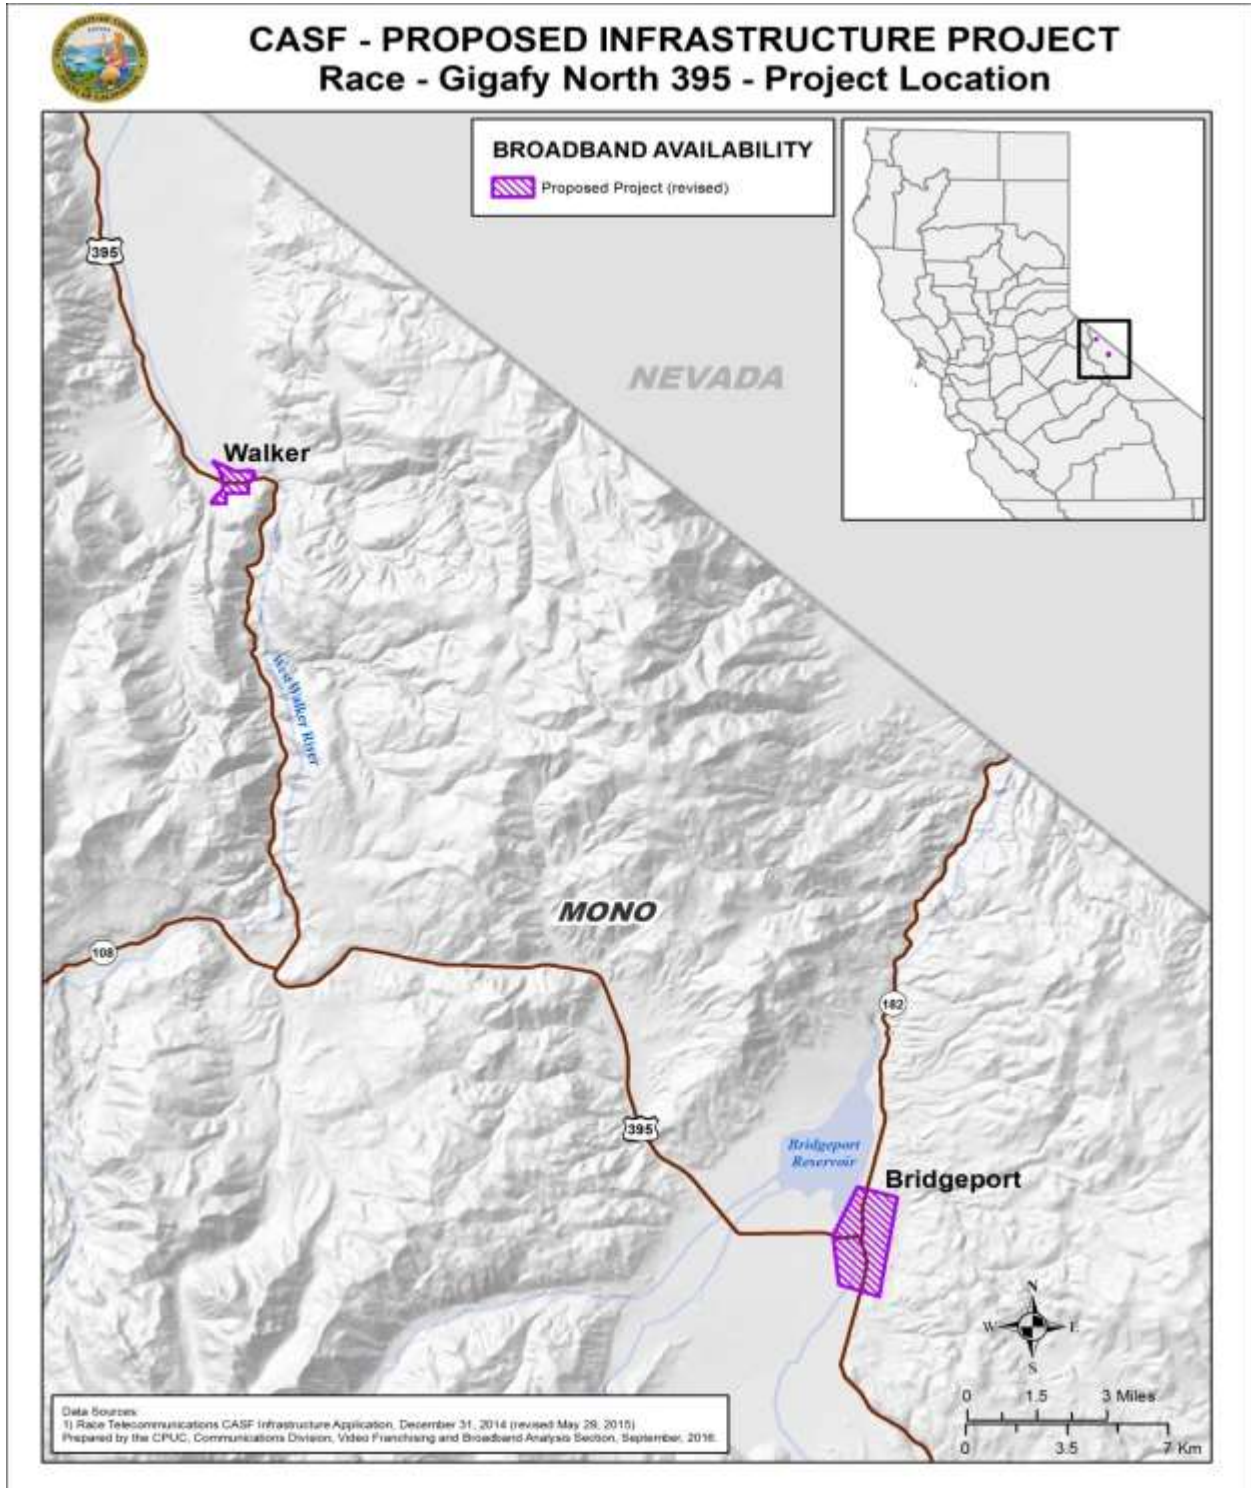 CASF - PROPOSED INFRASTRUCTURE PROJECT
Race - Gigafy North 395 - Project Location
BROADBAND AVAILABILITY
Proposed Project (revised)
395
NEVADA
Walker
West Walker River
MONO
108
182
395
Bridgeport
Reservoir
Bridgeport
N
W E
S
0 1.5 3 Miles
0 3.5 7 Km
Data Sources:
1) Race Telecommunications CASF Infrastructure Application, December 31, 2014 (revised May 29, 2015)
Prepared by the CPUC, Communications Division, Video Franchising and Broadband Analysis Section, September, 2016.